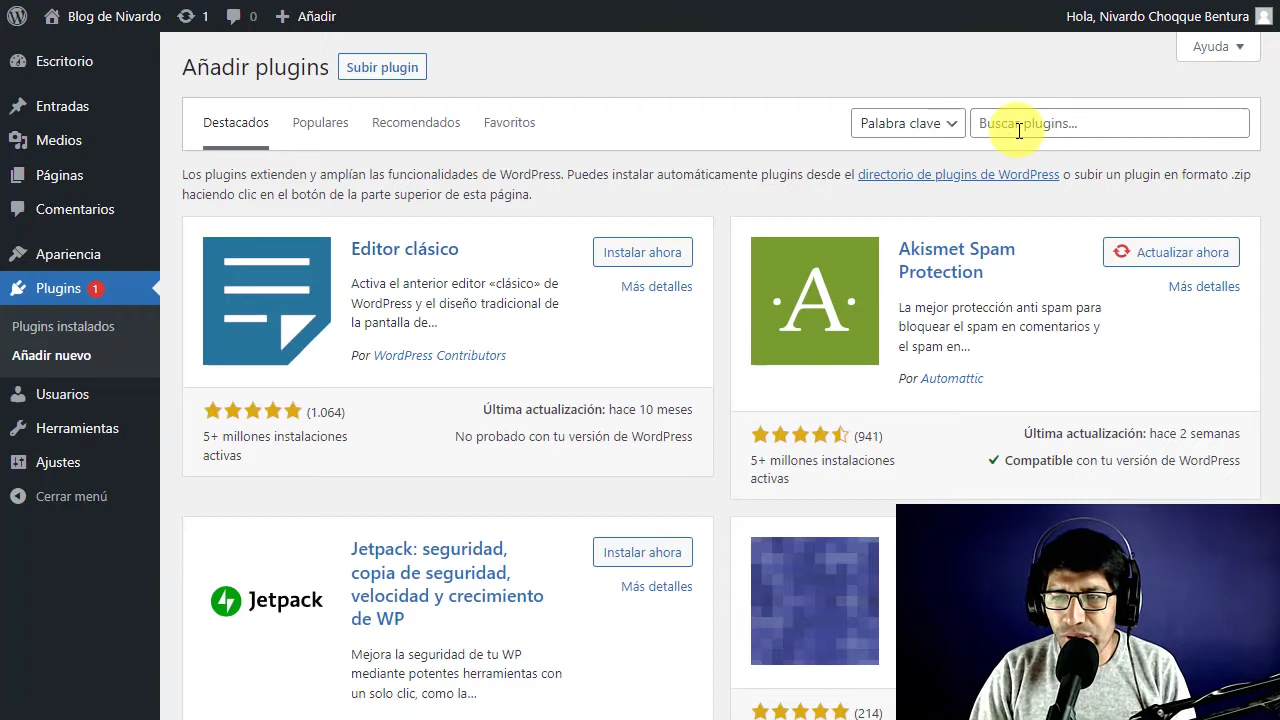 Blog de Nivardo
1
0
Añadir
Hola, Nivardo Choqque Bentura
Escritorio
Entradas
Medios
Páginas
Comentarios
Apariencia
Plugins 1
Plugins instalados
Añadir nuevo
Usuarios
Herramientas
Ajustes
Cerrar menú
Ayuda
Añadir plugins
Subir plugin
Destacados
Populares
Recomendados
Favoritos
Palabra clave
Buscar plugins...
Los plugins extienden y amplían las funcionalidades de WordPress. Puedes instalar automáticamente plugins desde el directorio de plugins de WordPress o subir un plugin en formato .zip
haciendo clic en el botón de la parte superior de esta página.
Editor clásico
Instalar ahora
Más detalles
Activa el anterior editor «clásico» de
WordPress y el diseño tradicional de
la pantalla de...
Por WordPress Contributors
(1.064)
5+ millones instalaciones
activas
Última actualización: hace 10 meses
No probado con tu versión de WordPress
A
Akismet Spam
Protection
Actualizar ahora
Más detalles
La mejor protección anti spam para
bloquear el spam en comentarios y
el spam en...
Por Automattic
(941)
5+ millones instalaciones
activas
Última actualización: hace 2 semanas
Compatible con tu versión de WordPress
Jetpack
Jetpack: seguridad,
copia de seguridad,
velocidad y crecimiento
de WP
Instalar ahora
Más detalles
Mejora la seguridad de tu WP
mediante potentes herramientas con
un solo clic, como la...
(214)